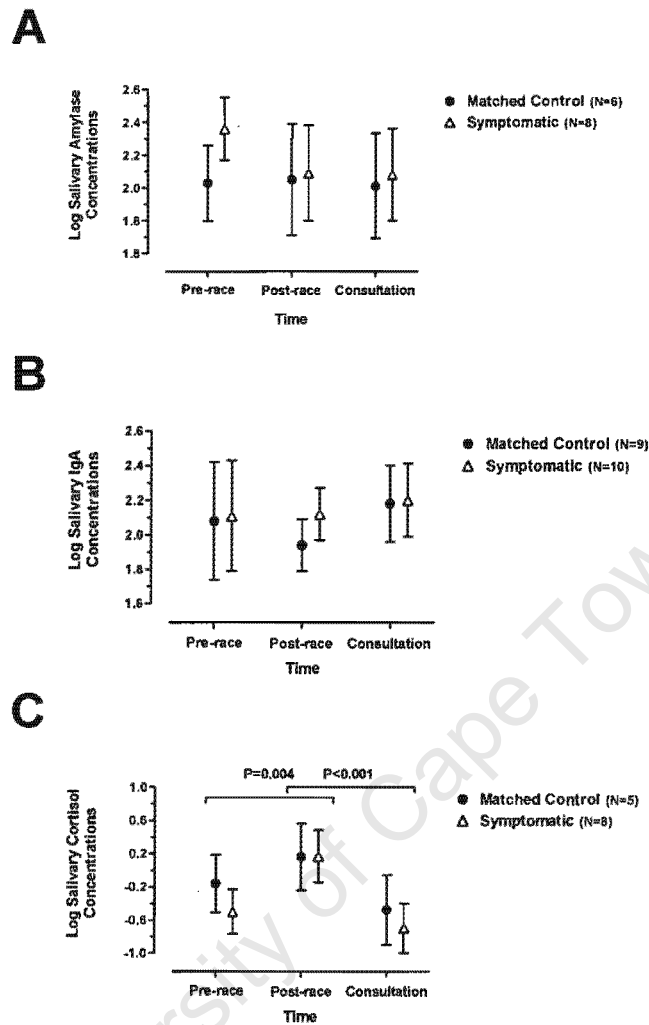 A
Log Salivary Amylase
Concentrations
2.6
2.4
2.2
2.0
1.8
1.6
Pre-race Post-race Consultation
Time
Matched Control (N=6)
Symptomatic (N=8)
B
Log Salivary IgA
Concentrations
2.6
2.4
2.2
2.0
1.8
1.6
Pre-race Post-race Consultation
Time
Matched Control (N=9)
Symptomatic (N=10)
C
P=0.004 P<0.001
Log Salivary Cortisol
Concentrations
1.0
0.6
0.2
-0.2
-0.6
-1.0
Pre-race Post-race Consultation
Time
Matched Control (N=5)
Symptomatic (N=8)
of Cape